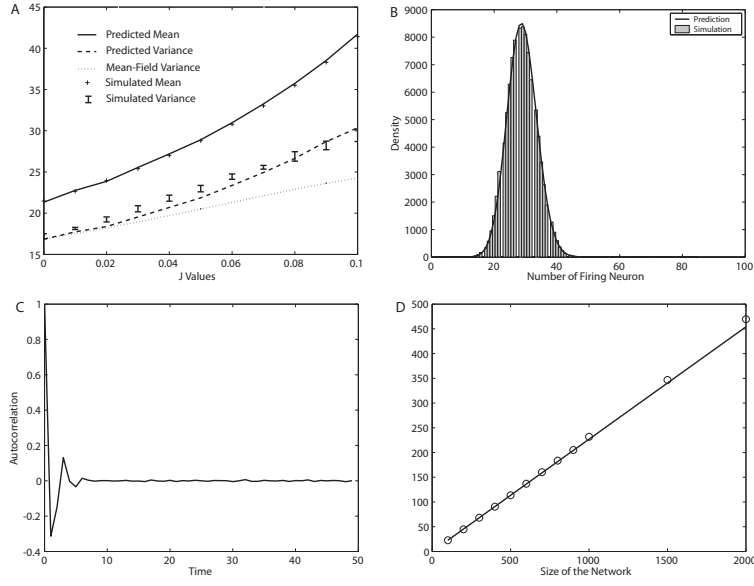 A
45
40
35
30
25
20
15
Predicted Mean
Predicted Variance
Mean-Field Variance
Simulated Mean
Simulated Variance
0 0.02 0.04 0.06 0.08 0.1
J Values
B
9000
8000
7000
6000
5000
4000
3000
2000
1000
0
Density
Prediction
Simulation
0 20 40 60 80 100
Number of Firing Neuron
C
1
0.8
0.6
0.4
0.2
0
-0.2
-0.4
Autocorrelation
0 10 20 30 40 50
Time
D
500
450
400
350
300
250
200
150
100
50
0
0 500 1000 1500 2000
Size of the Network